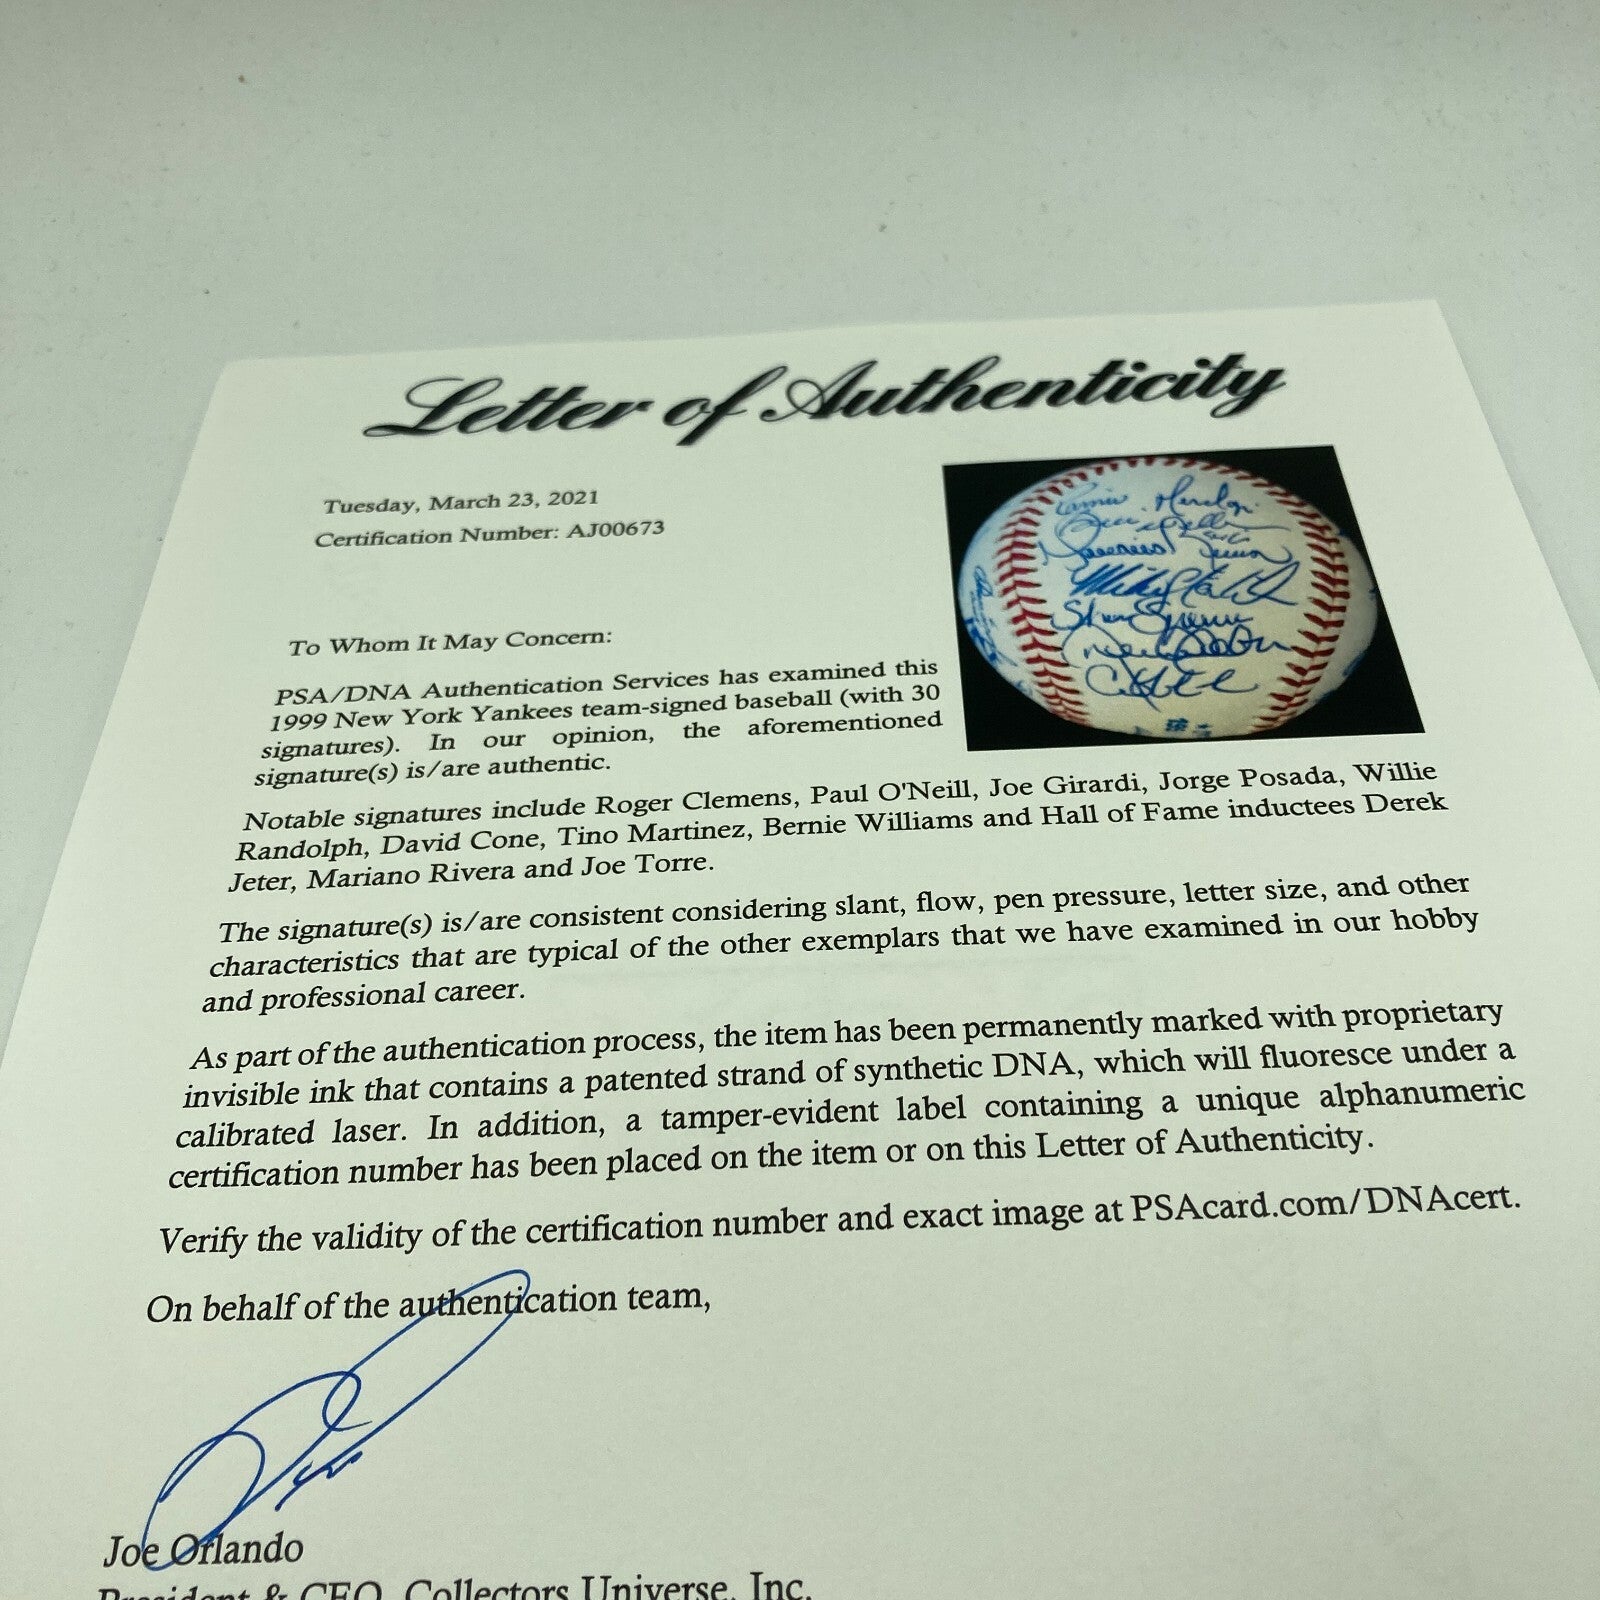 Letter of Authenticity
Tuesday, March 23, 2021
Certification Number: AJ00673
To Whom It May Concern:
PSA/DNA Authentication Services has examined this
1999 New York Yankees team-signed baseball (with 30
signatures). In our opinion, the aforementioned
signature(s) is/are authentic.
Notable signatures include Roger Clemens, Paul O'Neill, Joe Girardi, Jorge Posada, Willie
Randolph, David Cone, Tino Martinez, Bernie Williams and Hall of Fame inductees Derek
Jeter, Mariano Rivera and Joe Torre.
The signature(s) is/are consistent considering slant, flow, pen pressure, letter size, and other
characteristics that are typical of the other exemplars that we have examined in our hobby
and professional career.
As part of the authentication process, the item has been permanently marked with proprietary
invisible ink that contains a patented strand of synthetic DNA, which will fluoresce under a
calibrated laser. In addition, a tamper-evident label containing a unique alphanumeric
certification number has been placed on the item or on this Letter of Authenticity.
Verify the validity of the certification number and exact image at PSAcard.com/DNAcert.
On behalf of the authentication team,
Joe Orlando
President & CEO, Collectors Universe, Inc.